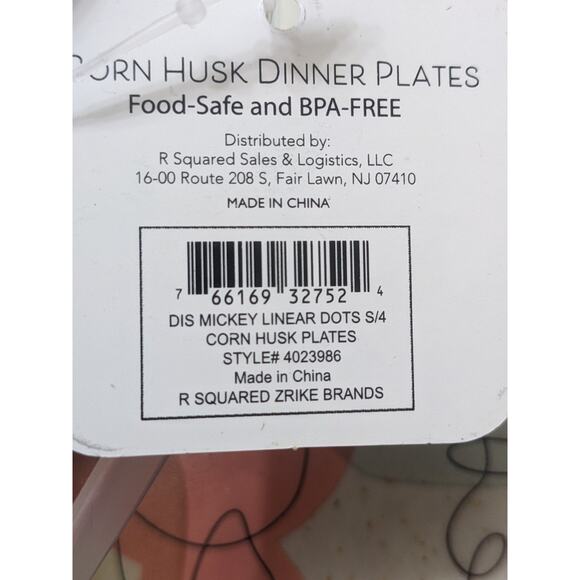 CORN HUSK DINNER PLATES
Food-Safe and BPA-FREE
Distributed by:
R Squared Sales & Logistics, LLC
16-00 Route 208 S, Fair Lawn, NJ 07410
MADE IN CHINA
7 66169 32752 4
DIS MICKEY LINEAR DOTS S/4
CORN HUSK PLATES
STYLE# 4023986
Made in China
R SQUARED ZRIKE BRANDS